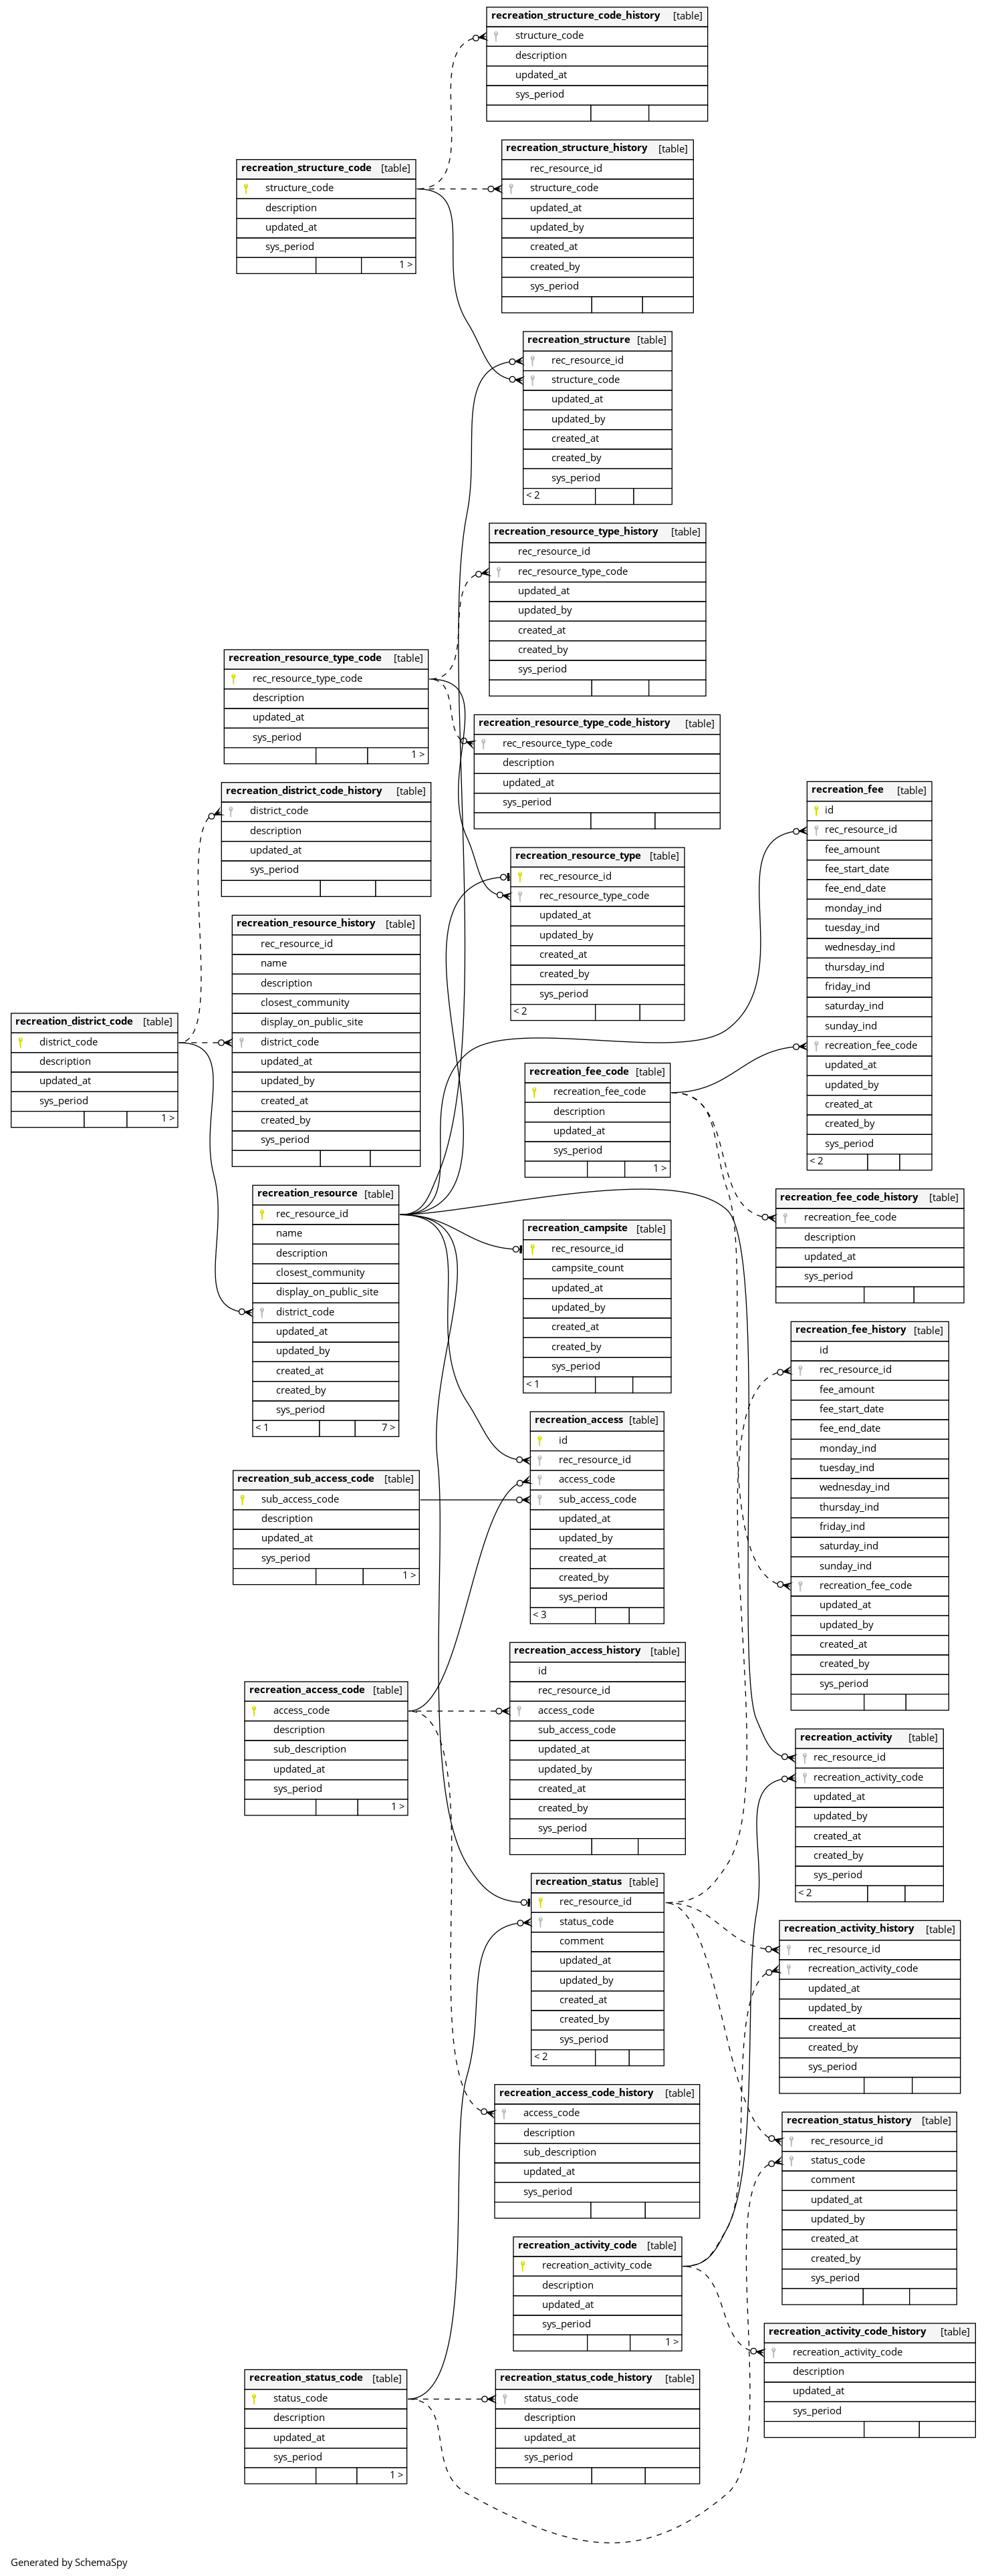 recreation_structure_code_history [table]
structure_code
description
updated_at
sys_period
recreation_structure_history [table]
rec_resource_id
structure_code
updated_at
updated_by
created_at
created_by
sys_period
recreation_structure_code [table]
structure_code
description
updated_at
sys_period
1 >
recreation_structure [table]
rec_resource_id
structure_code
updated_at
updated_by
created_at
created_by
sys_period
< 2
recreation_resource_type_history [table]
rec_resource_id
rec_resource_type_code
updated_at
updated_by
created_at
created_by
sys_period
recreation_resource_type_code [table]
rec_resource_type_code
description
updated_at
sys_period
1 >
recreation_resource_type_code_history [table]
rec_resource_type_code
description
updated_at
sys_period
recreation_district_code_history [table]
district_code
description
updated_at
sys_period
recreation_fee [table]
id
rec_resource_id
fee_amount
fee_start_date
fee_end_date
monday_ind
tuesday_ind
wednesday_ind
thursday_ind
friday_ind
saturday_ind
sunday_ind
recreation_fee_code
updated_at
updated_by
created_at
created_by
sys_period
< 2
recreation_resource_type [table]
rec_resource_id
rec_resource_type_code
updated_at
updated_by
created_at
created_by
sys_period
< 2
recreation_resource_history [table]
rec_resource_id
name
description
closest_community
display_on_public_site
district_code
updated_at
updated_by
created_at
created_by
sys_period
recreation_district_code [table]
district_code
description
updated_at
sys_period
1 >
recreation_fee_code [table]
recreation_fee_code
description
updated_at
sys_period
1 >
recreation_resource [table]
rec_resource_id
name
description
closest_community
display_on_public_site
district_code
updated_at
updated_by
created_at
created_by
sys_period
< 1 7 >
recreation_fee_code_history [table]
recreation_fee_code
description
updated_at
sys_period
recreation_campsite [table]
rec_resource_id
campsite_count
updated_at
updated_by
created_at
created_by
sys_period
< 1
recreation_fee_history [table]
id
rec_resource_id
fee_amount
fee_start_date
fee_end_date
monday_ind
tuesday_ind
wednesday_ind
thursday_ind
friday_ind
saturday_ind
sunday_ind
recreation_fee_code
updated_at
updated_by
created_at
created_by
sys_period
recreation_access [table]
id
rec_resource_id
access_code
sub_access_code
updated_at
updated_by
created_at
created_by
sys_period
< 3
recreation_sub_access_code [table]
sub_access_code
description
updated_at
sys_period
1 >
recreation_access_history [table]
id
rec_resource_id
access_code
sub_access_code
updated_at
updated_by
created_at
created_by
sys_period
recreation_access_code [table]
access_code
description
sub_description
updated_at
sys_period
1 >
recreation_activity [table]
rec_resource_id
recreation_activity_code
updated_at
updated_by
created_at
created_by
sys_period
< 2
recreation_status [table]
rec_resource_id
status_code
comment
updated_at
updated_by
created_at
created_by
sys_period
< 2
recreation_activity_history [table]
rec_resource_id
recreation_activity_code
updated_at
updated_by
created_at
created_by
sys_period
recreation_access_code_history [table]
access_code
description
sub_description
updated_at
sys_period
recreation_status_history [table]
rec_resource_id
status_code
comment
updated_at
updated_by
created_at
created_by
sys_period
recreation_activity_code [table]
recreation_activity_code
description
updated_at
sys_period
1 >
recreation_activity_code_history [table]
recreation_activity_code
description
updated_at
sys_period
recreation_status_code [table]
status_code
description
updated_at
sys_period
1 >
recreation_status_code_history [table]
status_code
description
updated_at
sys_period
Generated by SchemaSpy